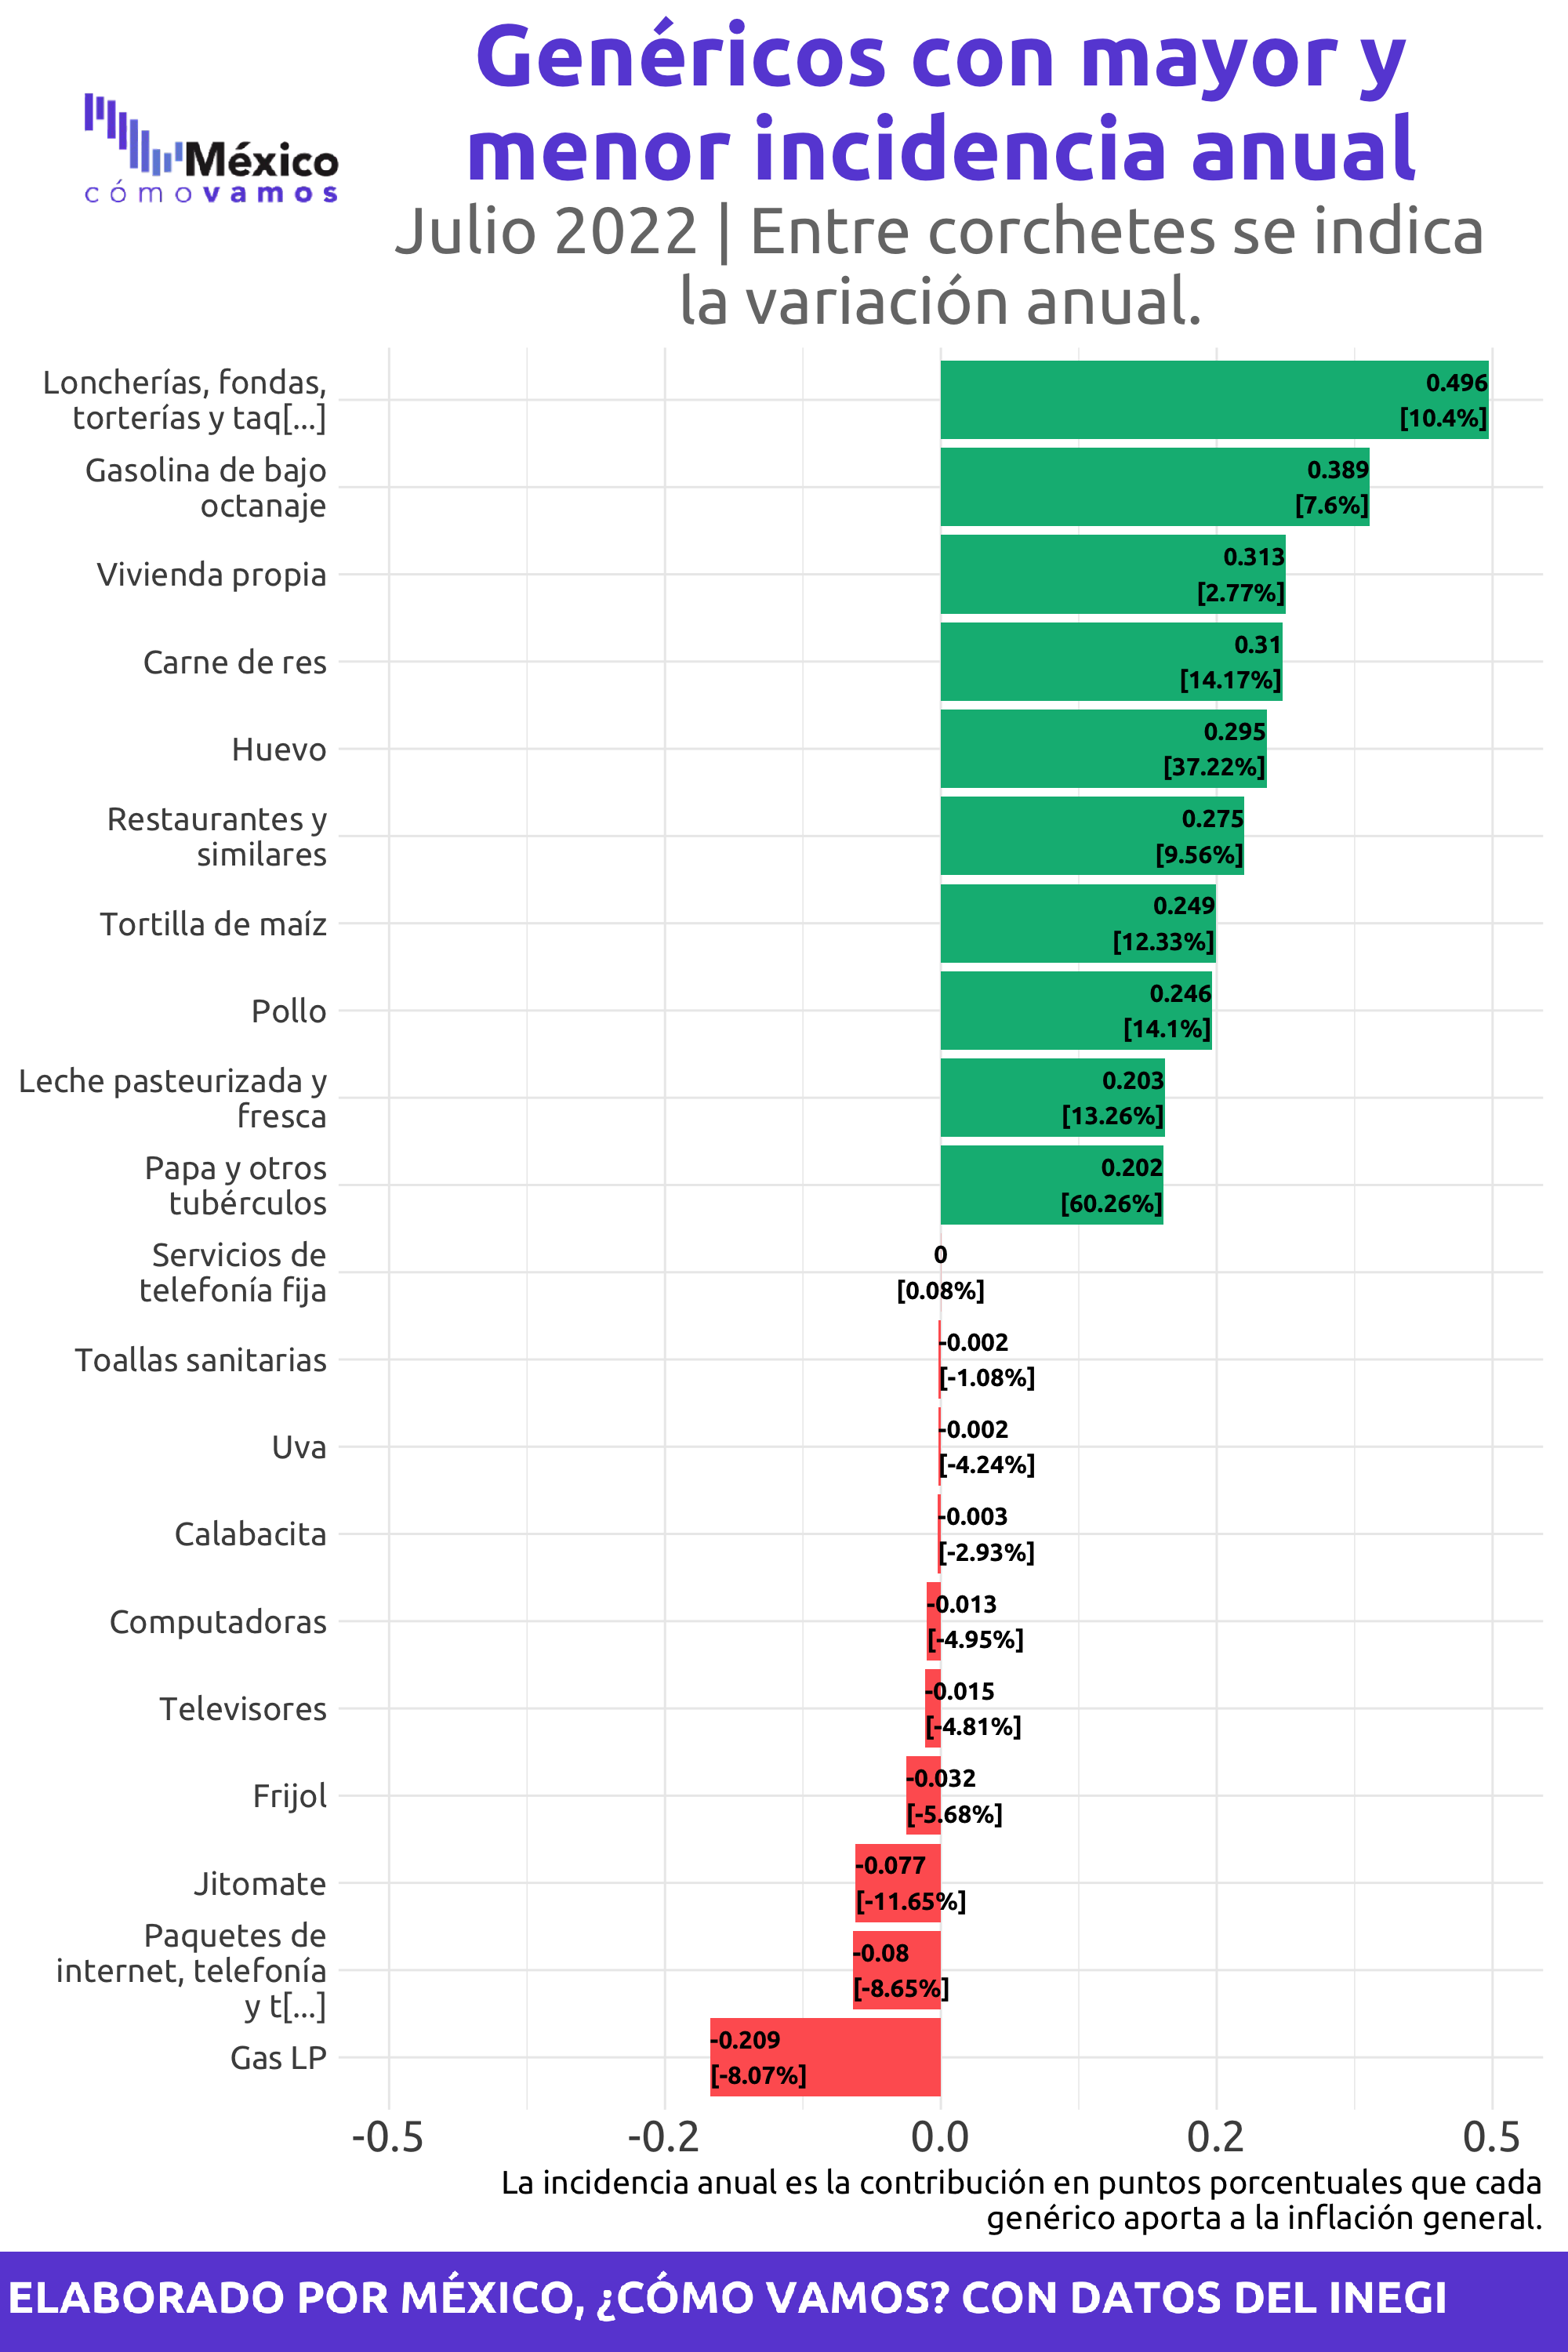 Genéricos con mayor y
menor incidencia anual
México
cómovamos
Julio 2022 | Entre corchetes se indica
la variación anual.
Loncherías, fondas,
torterías y taq[...]
0.496
[10.4%]
Gasolina de bajo
octanaje
0.389
[7.6%]
Vivienda propia
0.313
[2.77%]
Carne de res
0.31
[14.17%]
Huevo
0.295
[37.22%]
Restaurantes y
similares
0.275
[9.56%]
Tortilla de maíz
0.249
[12.33%]
Pollo
0.246
[14.1%]
Leche pasteurizada y
fresca
0.203
[13.26%]
Papa y otros
tubérculos
0.202
[60.26%]
Servicios de
telefonía fija
0
[0.08%]
Toallas sanitarias
-0.002
[-1.08%]
Uva
-0.002
[-4.24%]
Calabacita
-0.003
[-2.93%]
Computadoras
-0.013
[-4.95%]
Televisores
-0.015
[-4.81%]
Frijol
-0.032
[-5.68%]
Jitomate
-0.077
[-11.65%]
Paquetes de
internet, telefonía
y t[...]
-0.08
[-8.65%]
Gas LP
-0.209
[-8.07%]
-0.5 -0.2 0.0 0.2 0.5
La incidencia anual es la contribución en puntos porcentuales que cada
genérico aporta a la inflación general.
ELABORADO POR MÉXICO, ¿CÓMO VAMOS? CON DATOS DEL INEGI